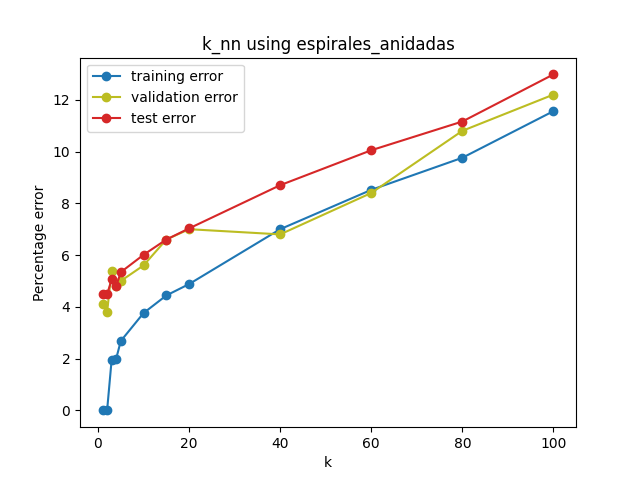 k_nn using espirales_anidadas
training error
validation error
test error
Percentage error
12
10
8
6
4
2
0
0 20 40 60 80 100
k